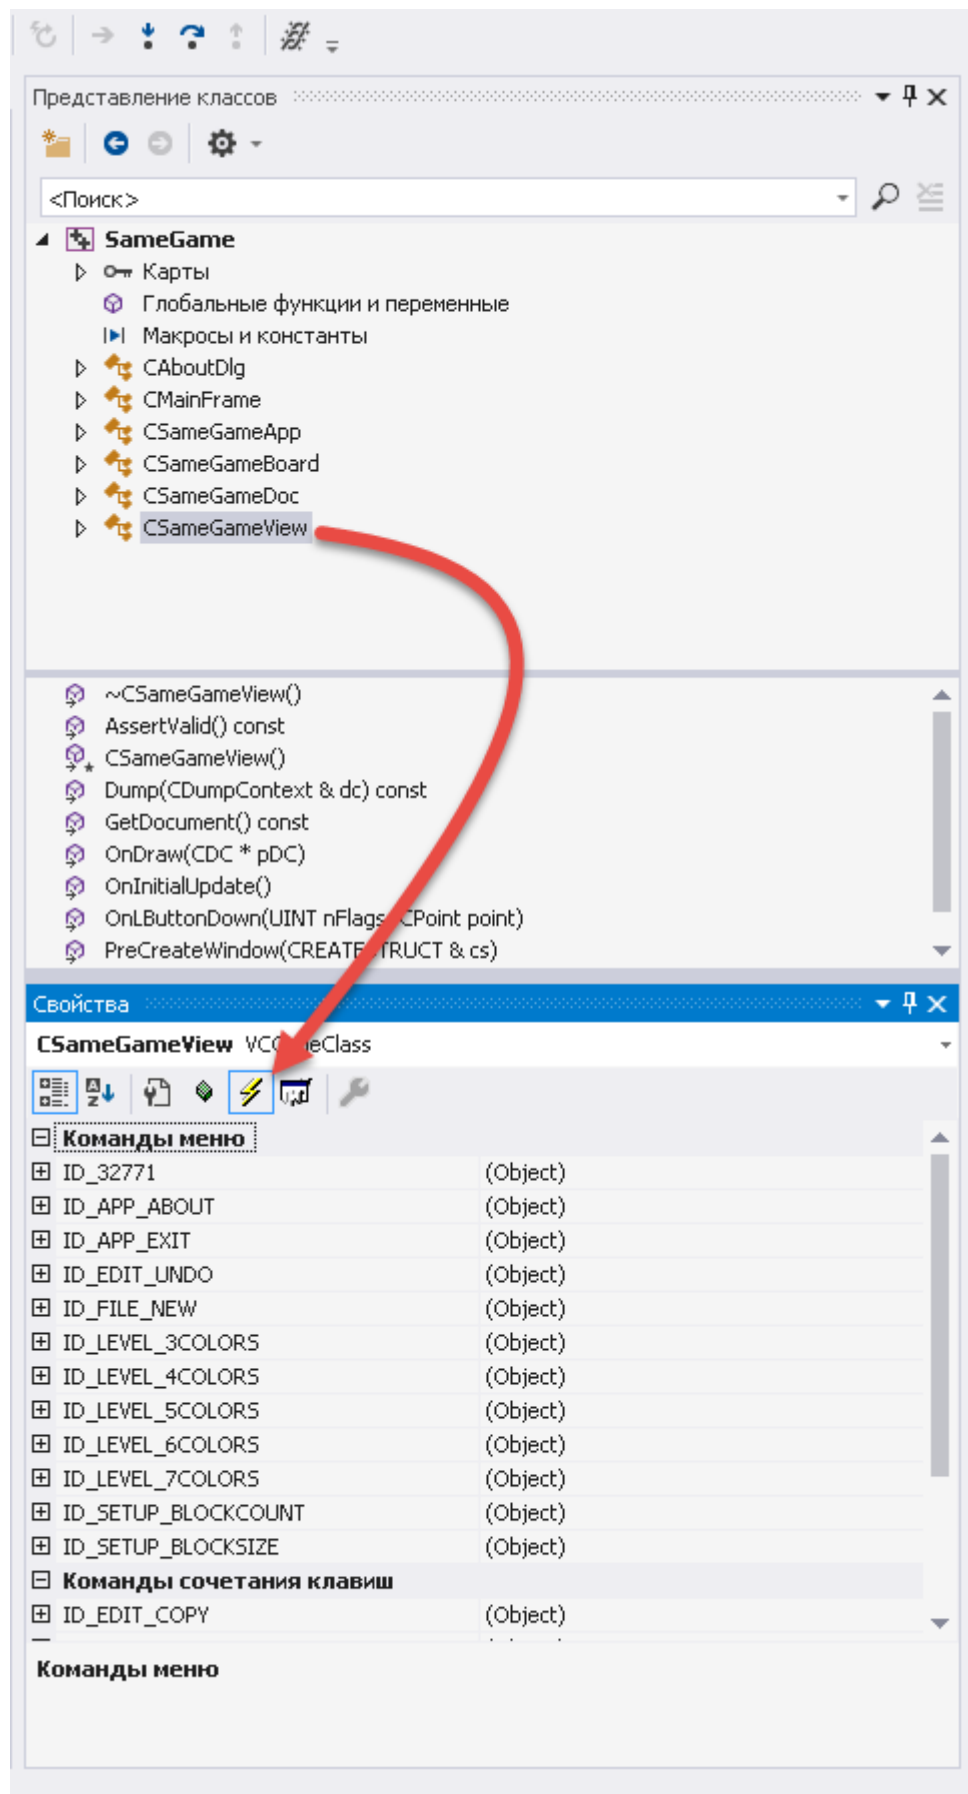 Представление классов
<Поиск>
SameGame
Карты
Глобальные функции и переменные
Макросы и константы
CAboutDlg
CMainFrame
CSameGameApp
CSameGameBoard
CSameGameDoc
CSameGameView
~CSameGameView()
AssertValid() const
CSameGameView()
Dump(CDumpContext & dc) const
GetDocument() const
OnDraw(CDC * pDC)
OnInitialUpdate()
OnLButtonDown(UINT nFlags, CPoint point)
PreCreateWindow(CREATESTRUCT & cs)
Свойства
CSameGameView VCCodeClass
Команды меню
ID_32771 (Object)
ID_APP_ABOUT (Object)
ID_APP_EXIT (Object)
ID_EDIT_UNDO (Object)
ID_FILE_NEW (Object)
ID_LEVEL_3COLORS (Object)
ID_LEVEL_4COLORS (Object)
ID_LEVEL_5COLORS (Object)
ID_LEVEL_6COLORS (Object)
ID_LEVEL_7COLORS (Object)
ID_SETUP_BLOCKCOUNT (Object)
ID_SETUP_BLOCKSIZE (Object)
Команды сочетания клавиш
ID_EDIT_COPY (Object)
Команды меню